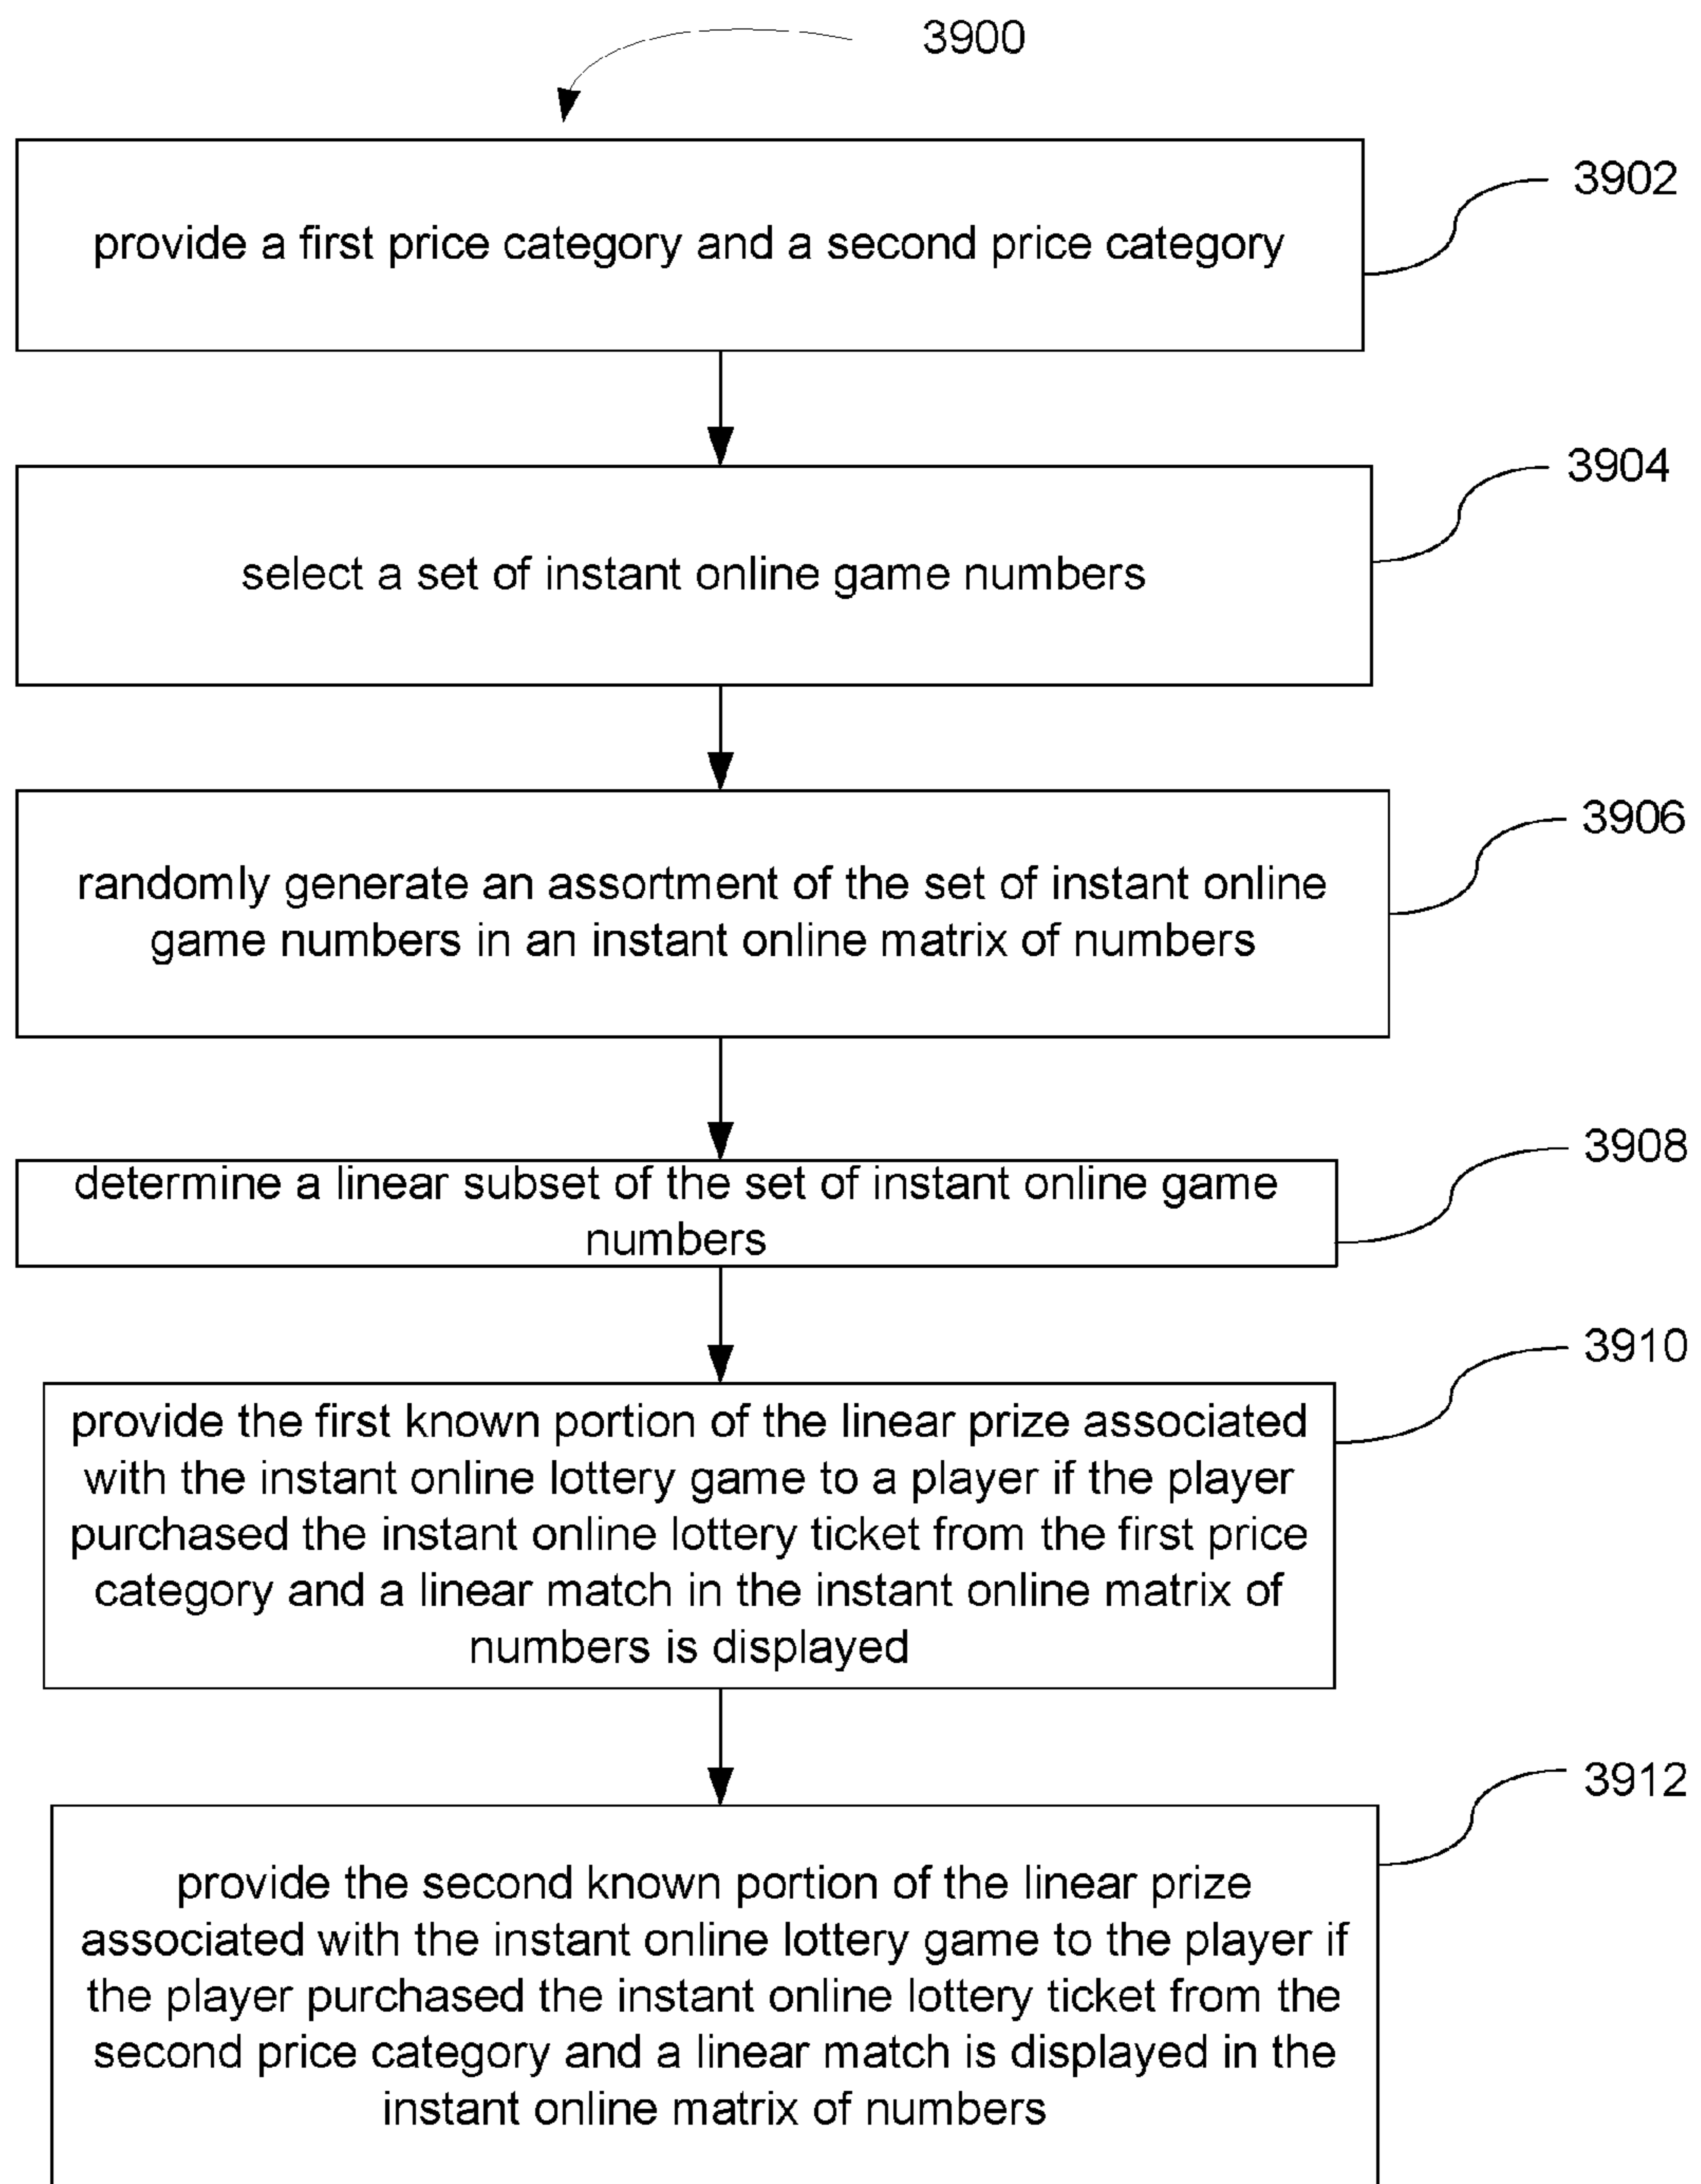 3900
3902
provide a first price category and a second price category
3904
select a set of instant online game numbers
3906
randomly generate an assortment of the set of instant online
game numbers in an instant online matrix of numbers
3908
determine a linear subset of the set of instant online game
numbers
3910
provide the first known portion of the linear prize associated
with the instant online lottery game to a player if the player
purchased the instant online lottery ticket from the first price
category and a linear match in the instant online matrix of
numbers is displayed
3912
provide the second known portion of the linear prize
associated with the instant online lottery game to the player if
the player purchased the instant online lottery ticket from the
second price category and a linear match is displayed in the
instant online matrix of numbers